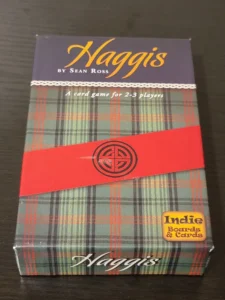 Haggis
BY SEAN ROSS
A card game for 2-3 players
Indie
Boards
& Cards
Haggis